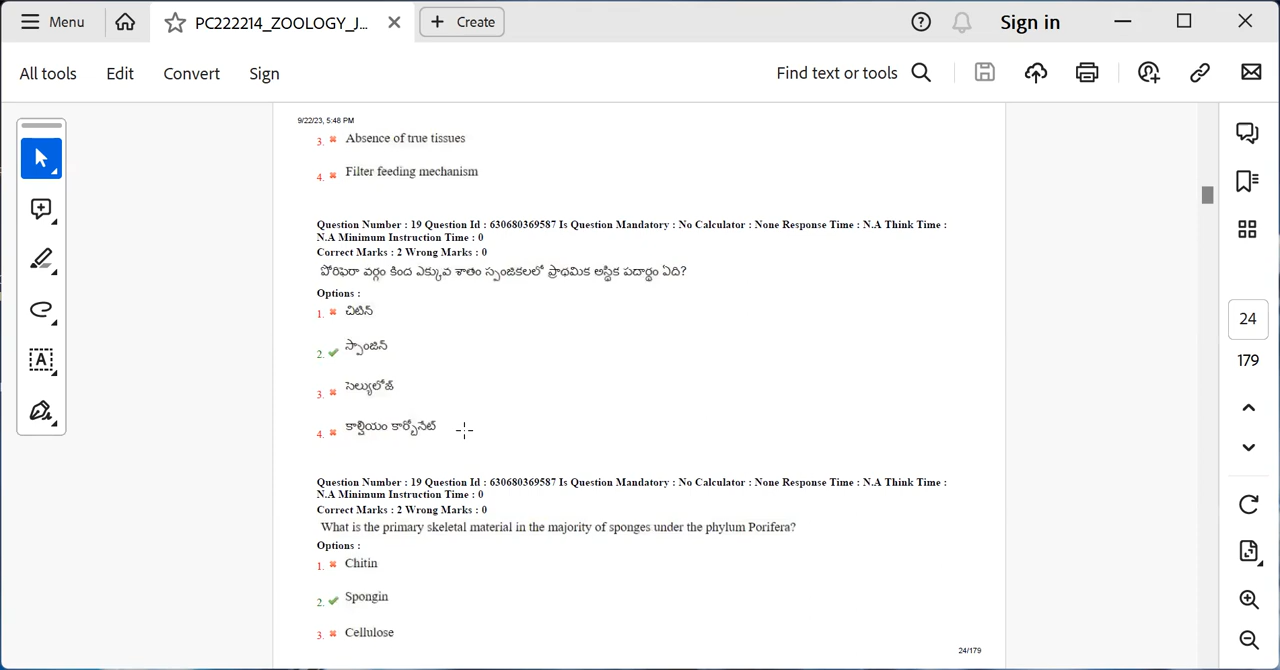 Menu
PC222214_ZOOLOGY_J...
Create
Sign in
All tools
Edit
Convert
Sign
Find text or tools
9/22/23, 5:48 PM
3. Absence of true tissues
4. Filter feeding mechanism
Question Number : 19 Question Id : 630680369587 Is Question Mandatory : No Calculator : None Response Time : N.A Think Time :
N.A Minimum Instruction Time : 0
Correct Marks : 2 Wrong Marks : 0
పోరిఫెరా వర్గం కింద ఎక్కువ శాతం స్పంజికలలో ప్రాథమిక అస్థిక పదార్థం ఏది?
Options :
1. చిటిన్
2. స్పాంజిన్
3. సెల్యులోజ్
4. కాల్షియం కార్బోనేట్
Question Number : 19 Question Id : 630680369587 Is Question Mandatory : No Calculator : None Response Time : N.A Think Time :
N.A Minimum Instruction Time : 0
Correct Marks : 2 Wrong Marks : 0
What is the primary skeletal material in the majority of sponges under the phylum Porifera?
Options :
1. Chitin
2. Spongin
3. Cellulose
24/179
24
179